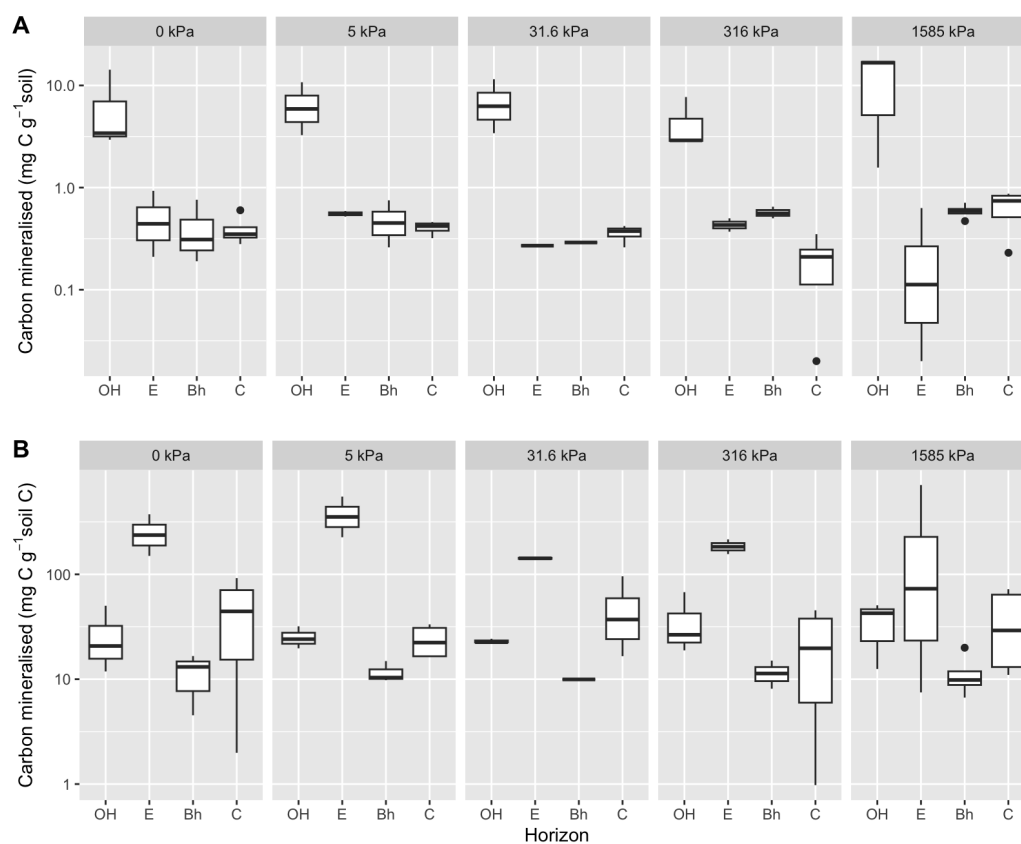 A
0 kPa 5 kPa 31.6 kPa 316 kPa 1585 kPa
Carbon mineralised (mg C g⁻¹soil)
10.0
1.0
0.1
OH E Bh C OH E Bh C OH E Bh C OH E Bh C OH E Bh C
B
0 kPa 5 kPa 31.6 kPa 316 kPa 1585 kPa
Carbon mineralised (mg C g⁻¹soil C)
100
10
1
OH E Bh C OH E Bh C OH E Bh C OH E Bh C OH E Bh C
Horizon